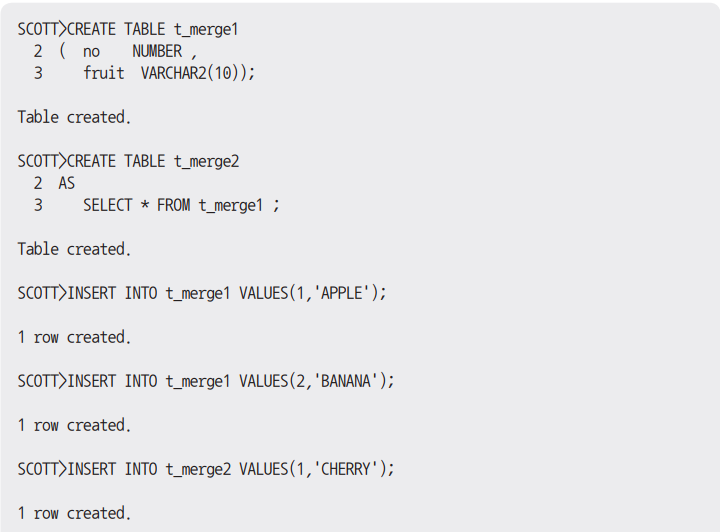 SCOTT>CREATE TABLE t_merge1
2 ( no NUMBER ,
3 fruit VARCHAR2(10));
Table created.
SCOTT>CREATE TABLE t_merge2
2 AS
3 SELECT * FROM t_merge1 ;
Table created.
SCOTT>INSERT INTO t_merge1 VALUES(1,'APPLE');
1 row created.
SCOTT>INSERT INTO t_merge1 VALUES(2,'BANANA');
1 row created.
SCOTT>INSERT INTO t_merge2 VALUES(1,'CHERRY');
1 row created.